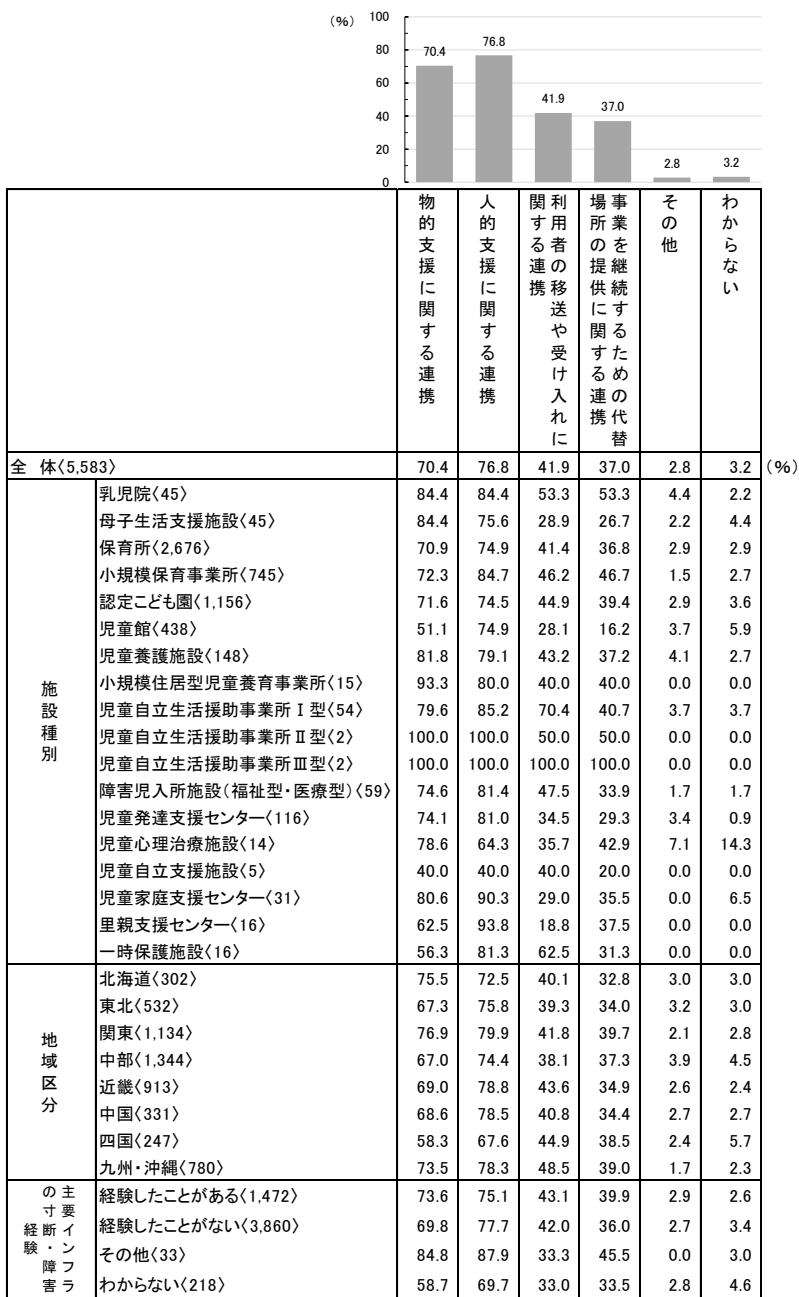 （%）
100
80
60
40
20
0
70.4
76.8
41.9
37.0
2.8
3.2
物的支援に関する連携
人的支援に関する連携
利用者の移送や受け入れに
関する連携
事業を継続するための代替
場所の提供に関する連携
その他
わからない
全 体〈5,583〉 70.4 76.8 41.9 37.0 2.8 3.2 （%）
施設種別
乳児院〈45〉 84.4 84.4 53.3 53.3 4.4 2.2
母子生活支援施設〈45〉 84.4 75.6 28.9 26.7 2.2 4.4
保育所〈2,676〉 70.9 74.9 41.4 36.8 2.9 2.9
小規模保育事業所〈745〉 72.3 84.7 46.2 46.7 1.5 2.7
認定こども園〈1,156〉 71.6 74.5 44.9 39.4 2.9 3.6
児童館〈438〉 51.1 74.9 28.1 16.2 3.7 5.9
児童養護施設〈148〉 81.8 79.1 43.2 37.2 4.1 2.7
小規模住居型児童養育事業所〈15〉 93.3 80.0 40.0 40.0 0.0 0.0
児童自立生活援助事業所Ⅰ型〈54〉 79.6 85.2 70.4 40.7 3.7 3.7
児童自立生活援助事業所Ⅱ型〈2〉 100.0 100.0 50.0 50.0 0.0 0.0
児童自立生活援助事業所Ⅲ型〈2〉 100.0 100.0 100.0 100.0 0.0 0.0
障害児入所施設（福祉型・医療型）〈59〉 74.6 81.4 47.5 33.9 1.7 1.7
児童発達支援センター〈116〉 74.1 81.0 34.5 29.3 3.4 0.9
児童心理治療施設〈14〉 78.6 64.3 35.7 42.9 7.1 14.3
児童自立支援施設〈5〉 40.0 40.0 40.0 20.0 0.0 0.0
児童家庭支援センター〈31〉 80.6 90.3 29.0 35.5 0.0 6.5
里親支援センター〈16〉 62.5 93.8 18.8 37.5 0.0 0.0
一時保護施設〈16〉 56.3 81.3 62.5 31.3 0.0 0.0
地域区分
北海道〈302〉 75.5 72.5 40.1 32.8 3.0 3.0
東北〈532〉 67.3 75.8 39.3 34.0 3.2 3.0
関東〈1,134〉 76.9 79.9 41.8 39.7 2.1 2.8
中部〈1,344〉 67.0 74.4 38.1 37.3 3.9 4.5
近畿〈913〉 69.0 78.8 43.6 34.9 2.6 2.4
中国〈331〉 68.6 78.5 40.8 34.4 2.7 2.7
四国〈247〉 58.3 67.6 44.9 38.5 2.4 5.7
九州・沖縄〈780〉 73.5 78.3 48.5 39.0 1.7 2.3
主要インフラ
の寸断・障害
経験
経験したことがある〈1,472〉 73.6 75.1 43.1 39.9 2.9 2.6
経験したことがない〈3,860〉 69.8 77.7 42.0 36.0 2.7 3.4
その他〈33〉 84.8 87.9 33.3 45.5 0.0 3.0
わからない〈218〉 58.7 69.7 33.0 33.5 2.8 4.6